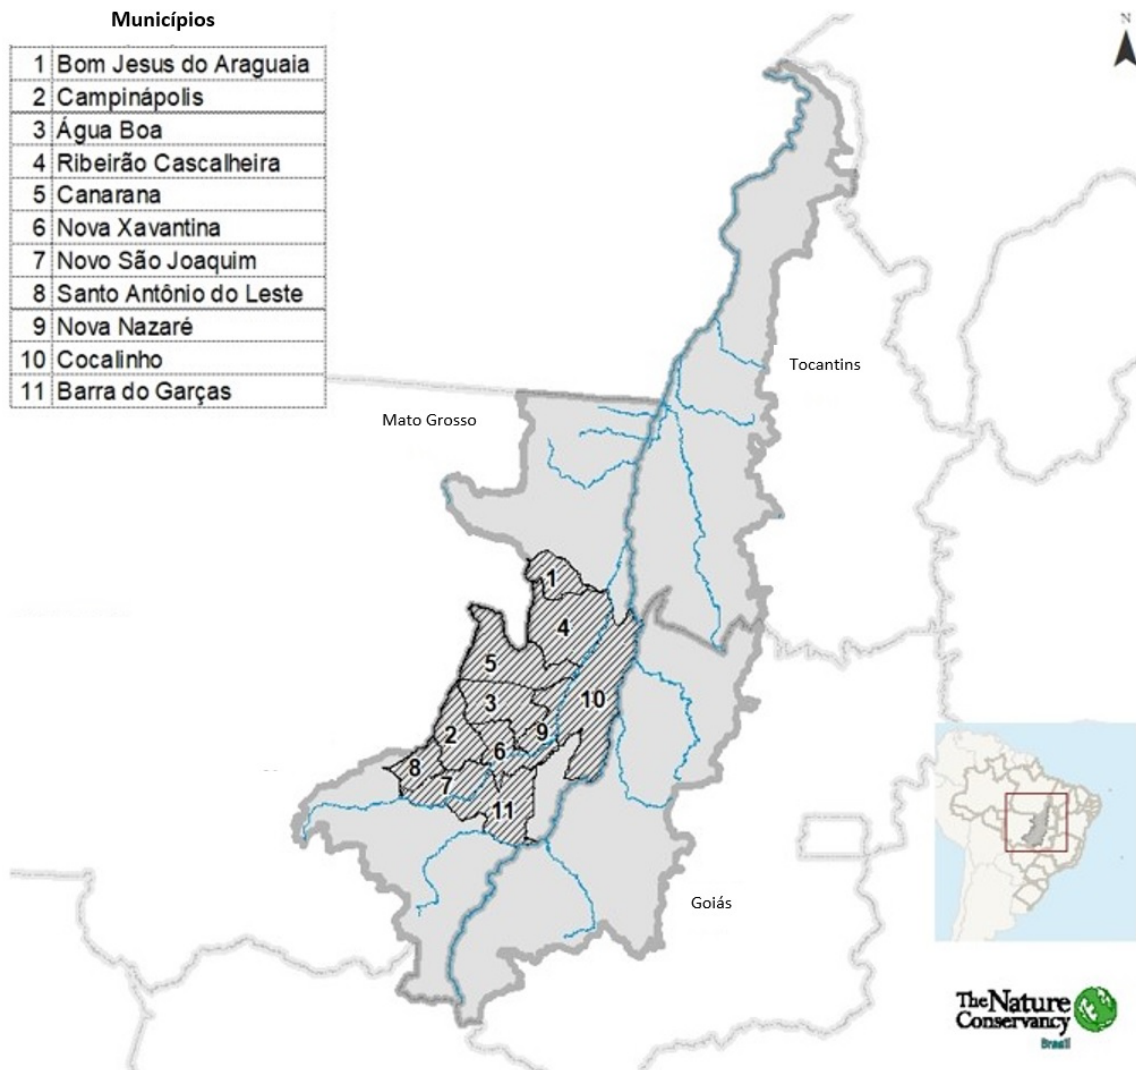 Municípios
1 Bom Jesus do Araguaia
2 Campinápolis
3 Água Boa
4 Ribeirão Cascalheira
5 Canarana
6 Nova Xavantina
7 Novo São Joaquim
8 Santo Antônio do Leste
9 Nova Nazaré
10 Cocalinho
11 Barra do Garças
N
Tocantins
Mato Grosso
1
4
5
10
3
2
9
6
8
7
11
Goiás
The Nature
Conservancy
Brasil